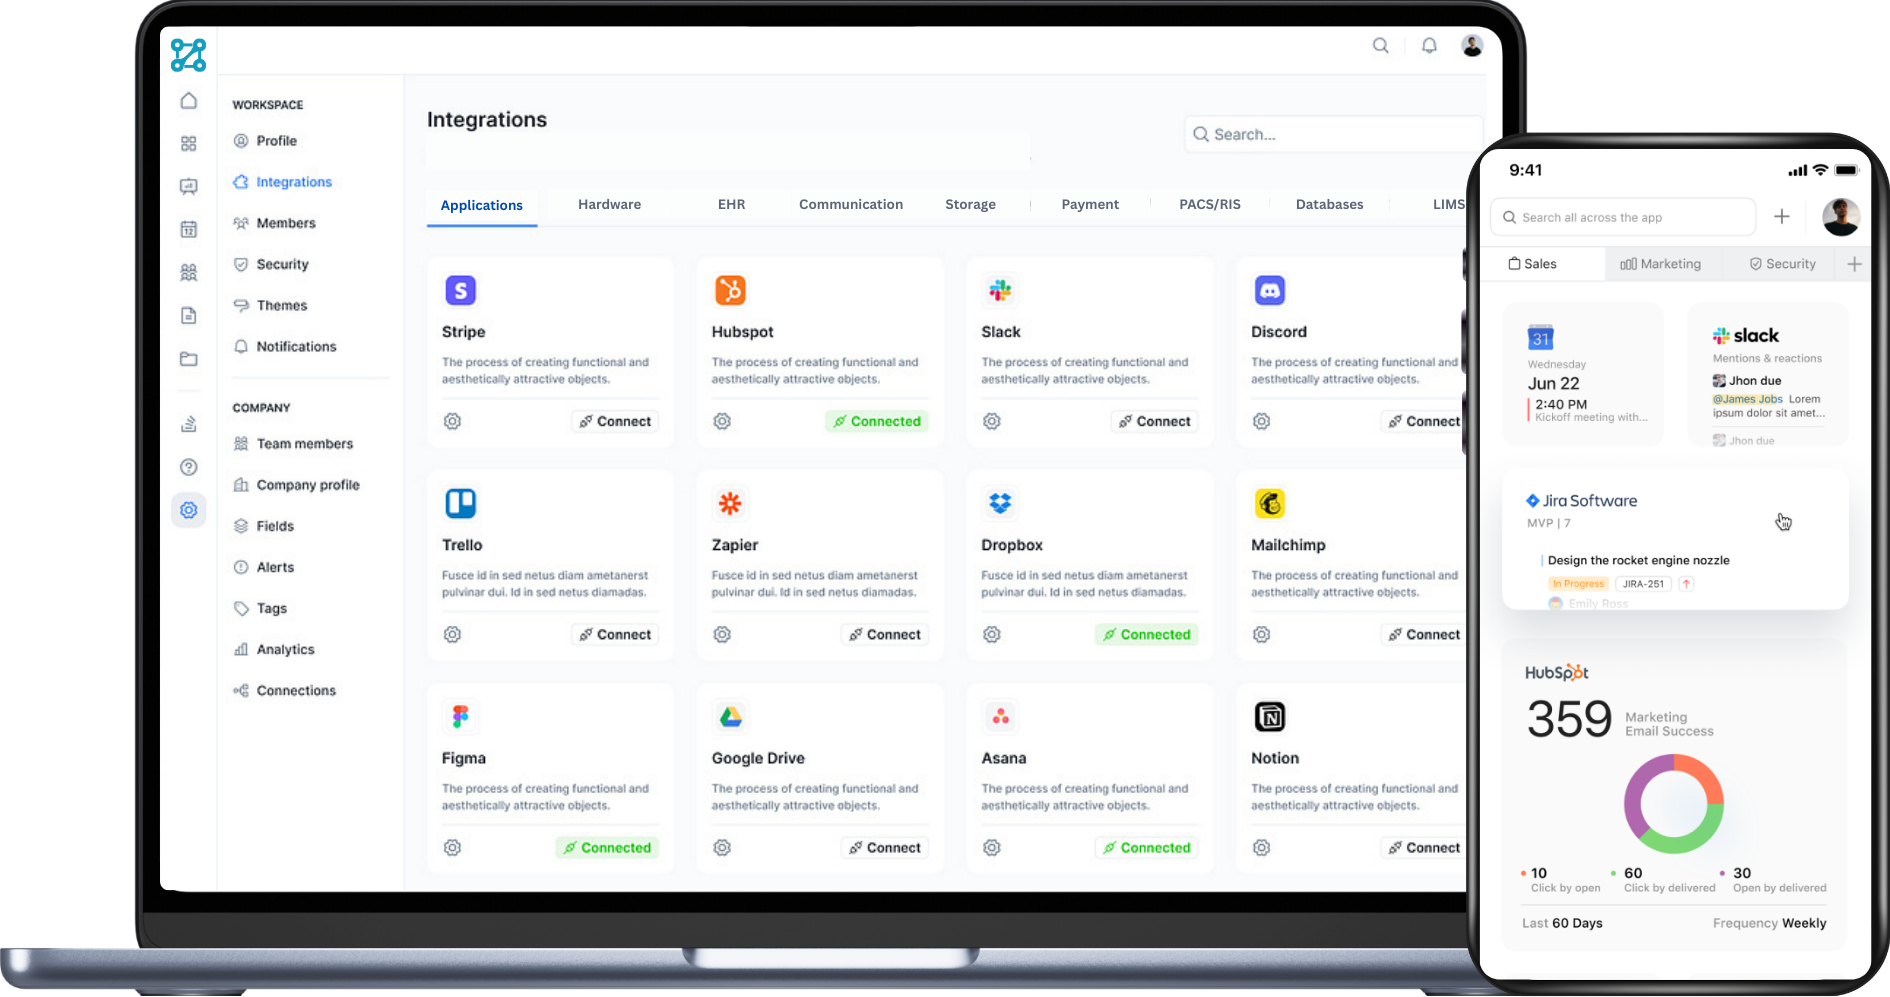 WORKSPACE
Profile
Integrations
Members
Security
Themes
Notifications
COMPANY
Team members
Company profile
Fields
Alerts
Tags
Analytics
Connections
12
Integrations
Search...
Applications
Hardware
EHR
Communication
Storage
Payment
PACS/RIS
Databases
LIMS
S
Stripe
The process of creating functional and
aesthetically attractive objects.
Connect
Hubspot
The process of creating functional and
aesthetically attractive objects.
Connected
Slack
The process of creating functional and
aesthetically attractive objects.
Connect
Discord
The process of creating functional and
aesthetically attractive objects.
Connect
Trello
Fusce id in sed netus diam ametanerst
pulvinar dui. Id in sed netus diamadas.
Connect
Zapier
Fusce id in sed netus diam ametanerst
pulvinar dui. Id in sed netus diamadas.
Connect
Dropbox
Fusce id in sed netus diam ametanerst
pulvinar dui. Id in sed netus diamadas.
Connected
Mailchimp
The process of creating functional and
aesthetically attractive objects.
Connect
Figma
The process of creating functional and
aesthetically attractive objects.
Connected
Google Drive
The process of creating functional and
aesthetically attractive objects.
Connect
Asana
The process of creating functional and
aesthetically attractive objects.
Connected
N
Notion
The process of creating functional and
aesthetically attractive objects.
Connect
9:41
Search all across the app
Sales
Marketing
Security
31
Wednesday
Jun 22
2:40 PM
Kickoff meeting with...
slack
Mentions & reactions
Jhon due
@James Jobs Lorem
ipsum dolor sit amet...
Jhon due
Jira Software
MVP | 7
Design the rocket engine nozzle
In Progress
JIRA-251
Emily Ross
HubSpot
359
Marketing
Email Success
10
Click by open
60
Click by delivered
30
Open by delivered
Last 60 Days
Frequency Weekly